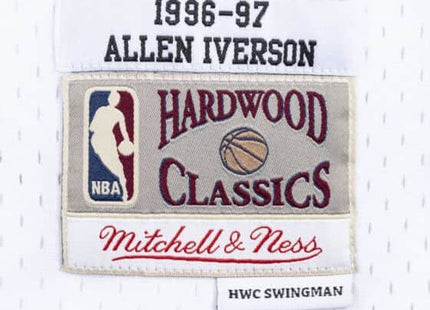 1996-97
ALLEN IVERSON
HARDWOOD
NBA
CLASSICS
Mitchell & Ness
HWC SWINGMAN